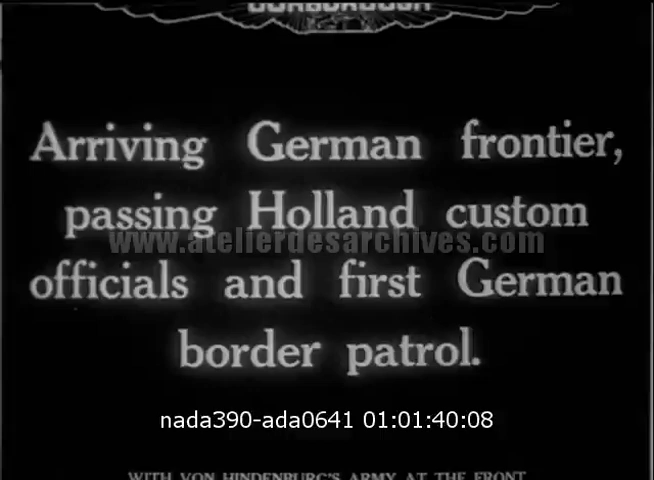 Arriving German frontier,
passing Holland custom
www.atelierdesarchives.com
officials and first German
border patrol.
nada390-ada0641 01:01:40:08
WITH VON HINDENBURG'S ARMY AT THE FRONT